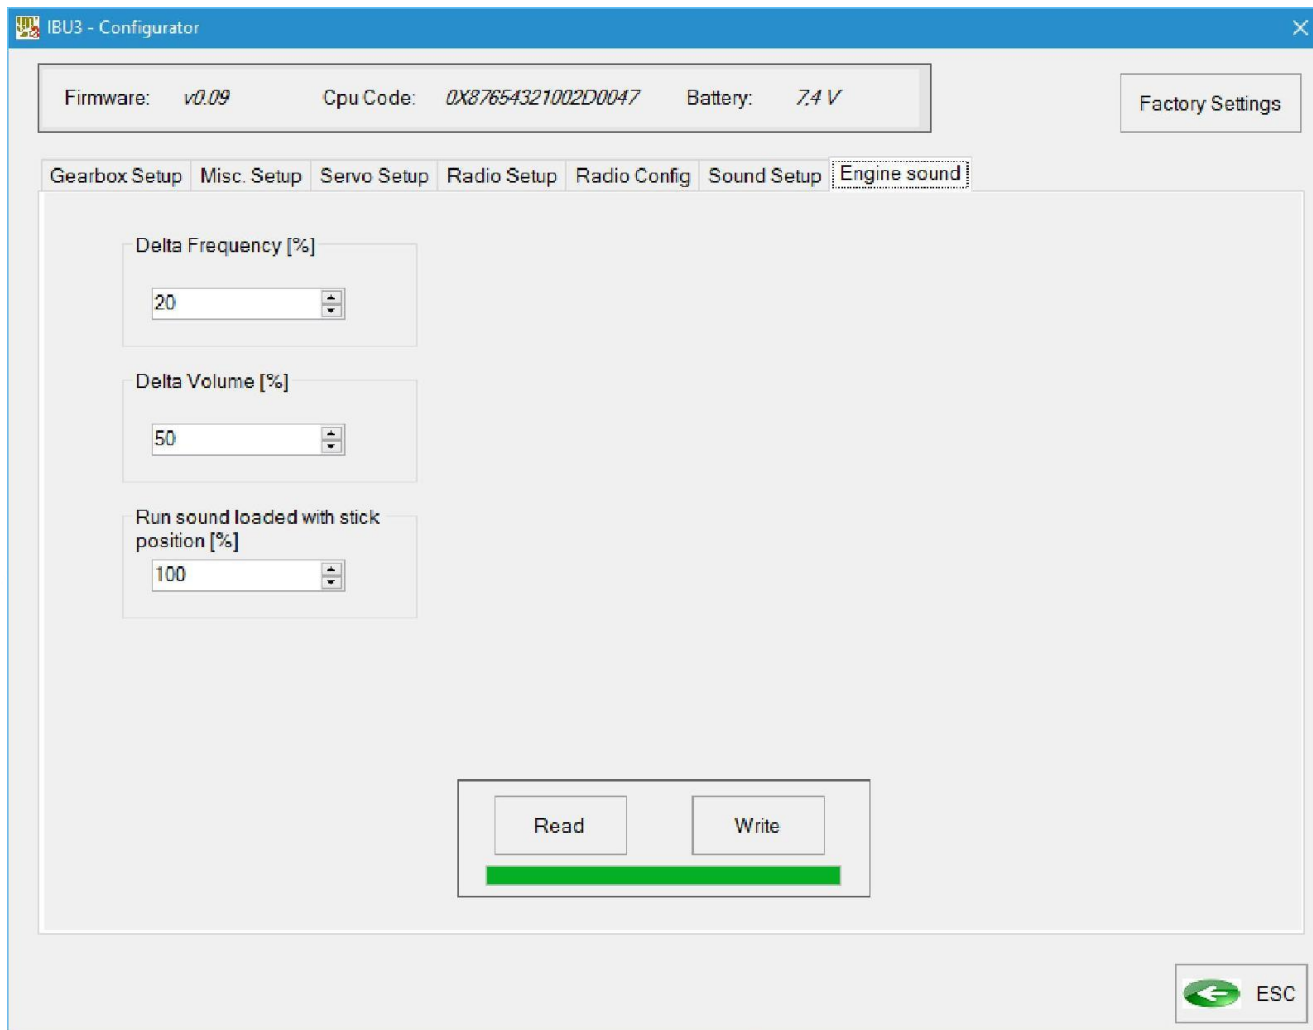 IBU3 - Configurator
Firmware: v0.09 Cpu Code: 0X87654321002D0047 Battery: 7.4 V
Factory Settings
Gearbox Setup Misc. Setup Servo Setup Radio Setup Radio Config Sound Setup Engine sound
Delta Frequency [%]
20
Delta Volume [%]
50
Run sound loaded with stick
position [%]
100
Read Write
ESC